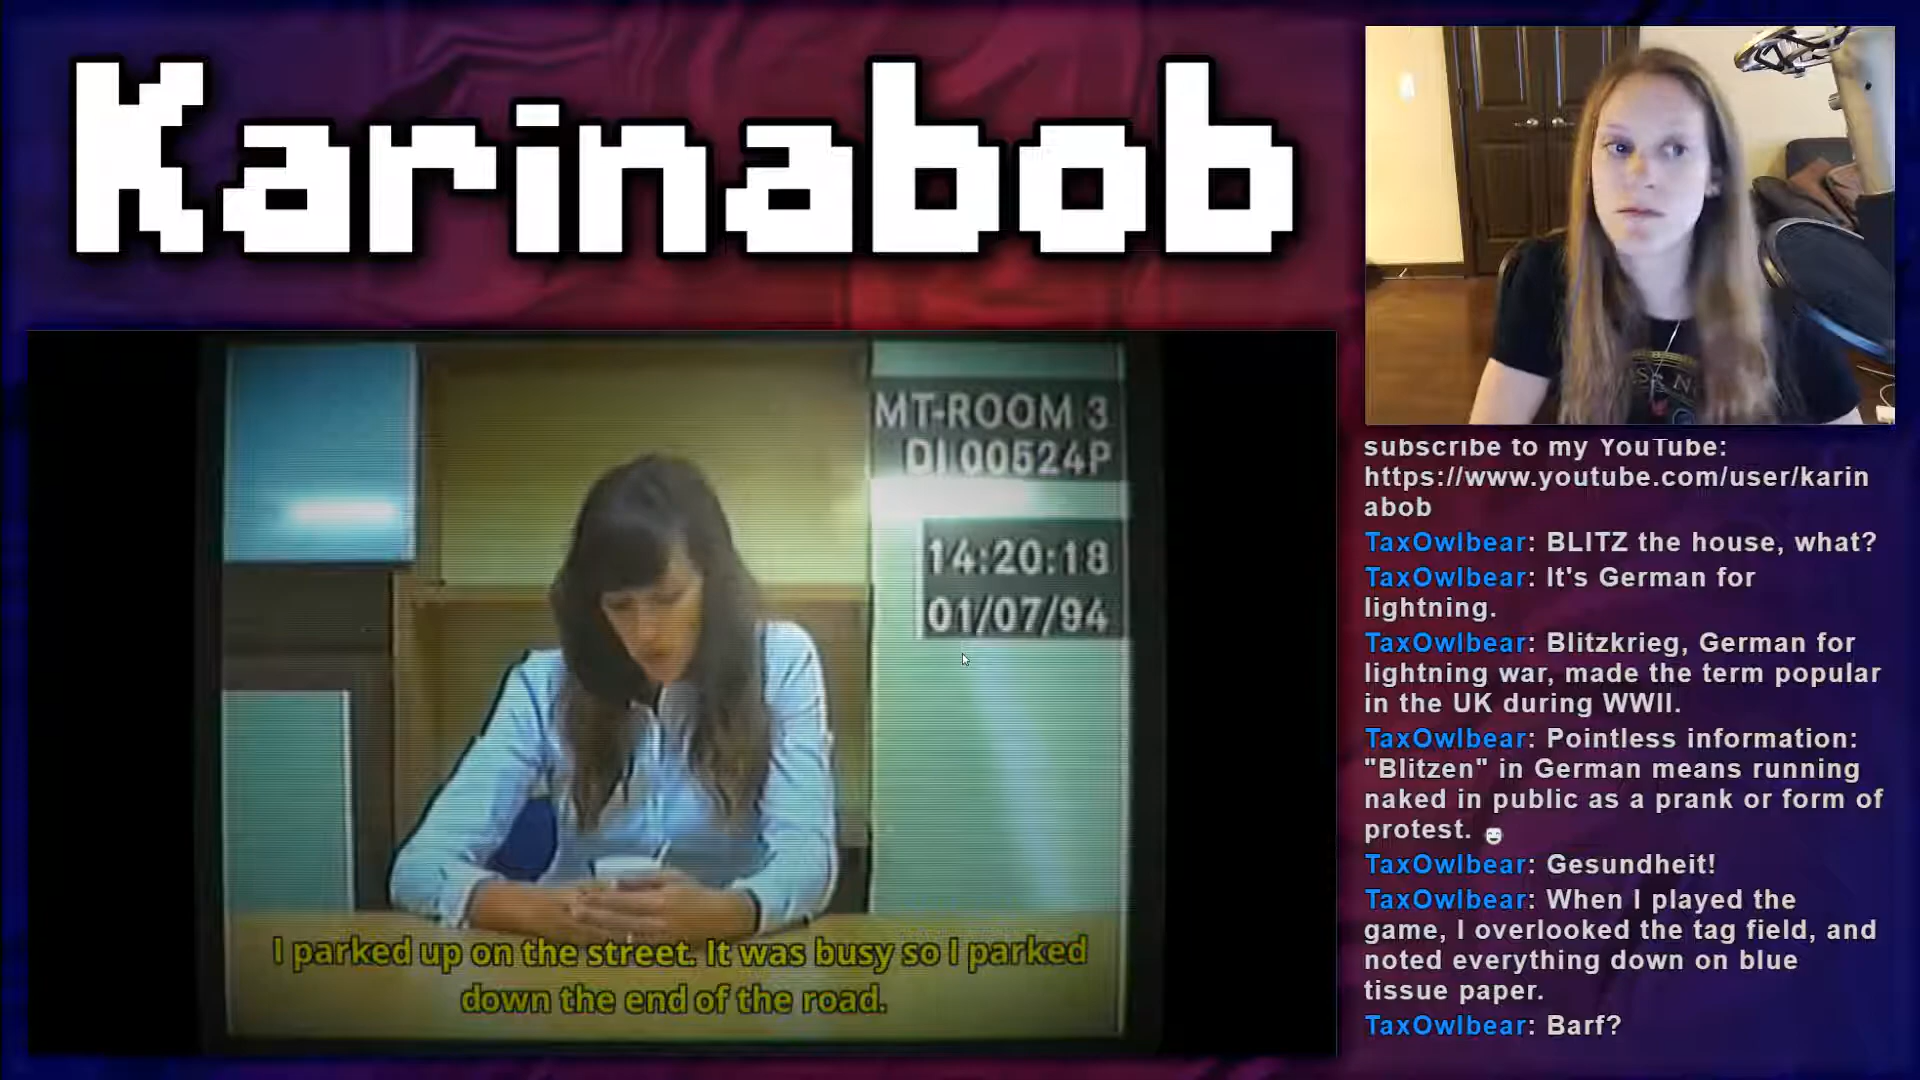 Karinabob
MT-ROOM 3
DI 00524P
14:20:18
01/07/94
I parked up on the street. It was busy so I parked
down the end of the road.
subscribe to my YouTube:
https://www.youtube.com/user/karin
abob
TaxOwlbear: BLITZ the house, what?
TaxOwlbear: It's German for
lightning.
TaxOwlbear: Blitzkrieg, German for
lightning war, made the term popular
in the UK during WWII.
TaxOwlbear: Pointless information:
"Blitzen" in German means running
naked in public as a prank or form of
protest.
TaxOwlbear: Gesundheit!
TaxOwlbear: When I played the
game, I overlooked the tag field, and
noted everything down on blue
tissue paper.
TaxOwlbear: Barf?